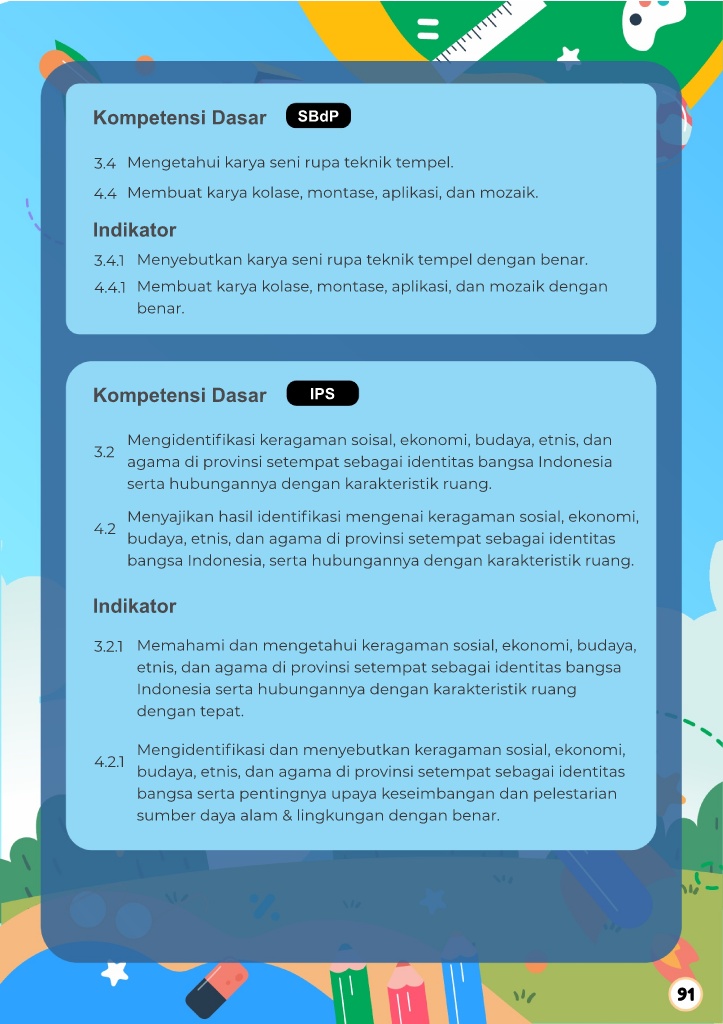 Kompetensi Dasar SBdP
3.4 Mengetahui karya seni rupa teknik tempel.
4.4 Membuat karya kolase, montase, aplikasi, dan mozaik.
Indikator
3.4.1 Menyebutkan karya seni rupa teknik tempel dengan benar.
4.4.1 Membuat karya kolase, montase, aplikasi, dan mozaik dengan
benar.
Kompetensi Dasar IPS
3.2 Mengidentifikasi keragaman soisal, ekonomi, budaya, etnis, dan
agama di provinsi setempat sebagai identitas bangsa Indonesia
serta hubungannya dengan karakteristik ruang.
4.2 Menyajikan hasil identifikasi mengenai keragaman sosial, ekonomi,
budaya, etnis, dan agama di provinsi setempat sebagai identitas
bangsa Indonesia, serta hubungannya dengan karakteristik ruang.
Indikator
3.2.1 Memahami dan mengetahui keragaman sosial, ekonomi, budaya,
etnis, dan agama di provinsi setempat sebagai identitas bangsa
Indonesia serta hubungannya dengan karakteristik ruang
dengan tepat.
4.2.1 Mengidentifikasi dan menyebutkan keragaman sosial, ekonomi,
budaya, etnis, dan agama di provinsi setempat sebagai identitas
bangsa serta pentingnya upaya keseimbangan dan pelestarian
sumber daya alam & lingkungan dengan benar.
91